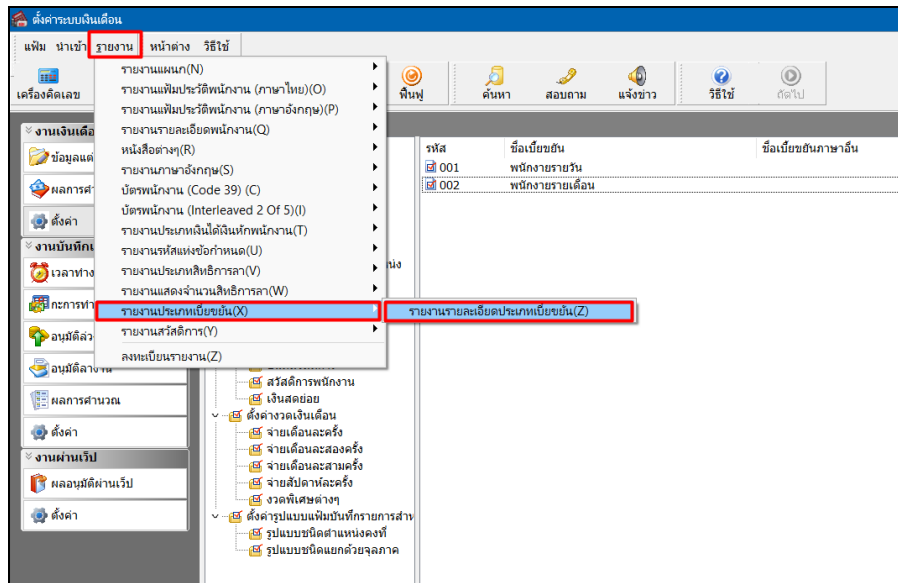 ตั้งค่าระบบเงินเดือน
แฟ้ม นำเข้า รายงาน หน้าต่าง วิธีใช้
เครื่องคิดเลข ฟื้นฟู ค้นหา สอบถาม แจ้งข่าว วิธีใช้ ถัดไป
รายงานแผนก(N)
รายงานแฟ้มประวัติพนักงาน (ภาษาไทย)(O)
รายงานแฟ้มประวัติพนักงาน (ภาษาอังกฤษ)(P)
รายงานรายละเอียดพนักงาน(Q)
หนังสือต่างๆ(R)
รายงานภาษาอังกฤษ(S)
บัตรพนักงาน (Code 39) (C)
บัตรพนักงาน (Interleaved 2 Of 5)(I)
รายงานประเภทเงินได้เงินหักพนักงาน(T)
รายงานรหัสแห่งข้อกำหนด(U)
รายงานประเภทสิทธิการลา(V)
รายงานแสดงจำนวนสิทธิการลา(W)
รายงานประเภทเบี้ยขยัน(X)
รายงานรายละเอียดประเภทเบี้ยขยัน(Z)
รายงานสวัสดิการ(Y)
ลงทะเบียนรายงาน(Z)
งานเงินเดือ
ข้อมูลแต่
ผลการคำ
ตั้งค่า
งานบันทึกเ
เวลาทำง
กะการทำ
อนุมัติล่ว
อนุมัติลางาน
ผลการคำนวณ
ตั้งค่า
งานผ่านเว็ป
ผลอนุมัติผ่านเว็ป
ตั้งค่า
สวัสดิการพนักงาน
เงินสดย่อย
ตั้งค่างวดเงินเดือน
จ่ายเดือนละครั้ง
จ่ายเดือนละสองครั้ง
จ่ายเดือนละสามครั้ง
จ่ายสัปดาห์ละครั้ง
งวดพิเศษต่างๆ
ตั้งค่ารูปแบบแฟ้มบันทึกรายการสำห
รูปแบบชนิดตำแหน่งคงที่
รูปแบบชนิดแยกด้วยจุลภาค
รหัส ชื่อเบี้ยขยัน ชื่อเบี้ยขยันภาษาอื่น
001 พนักงายรายวัน
002 พนักงายรายเดือน